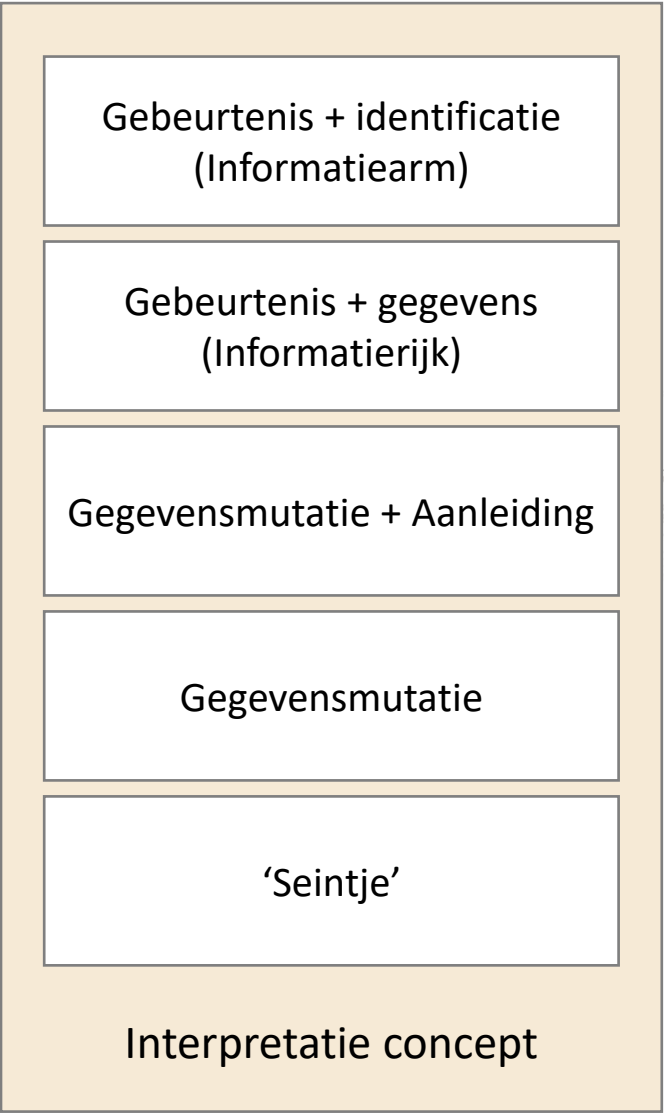 Gebeurtenis + identificatie
(Informatiearm)
Gebeurtenis + gegevens
(Informatierijk)
Gegevensmutatie + Aanleiding
Gegevensmutatie
‘Seintje’
Interpretatie concept